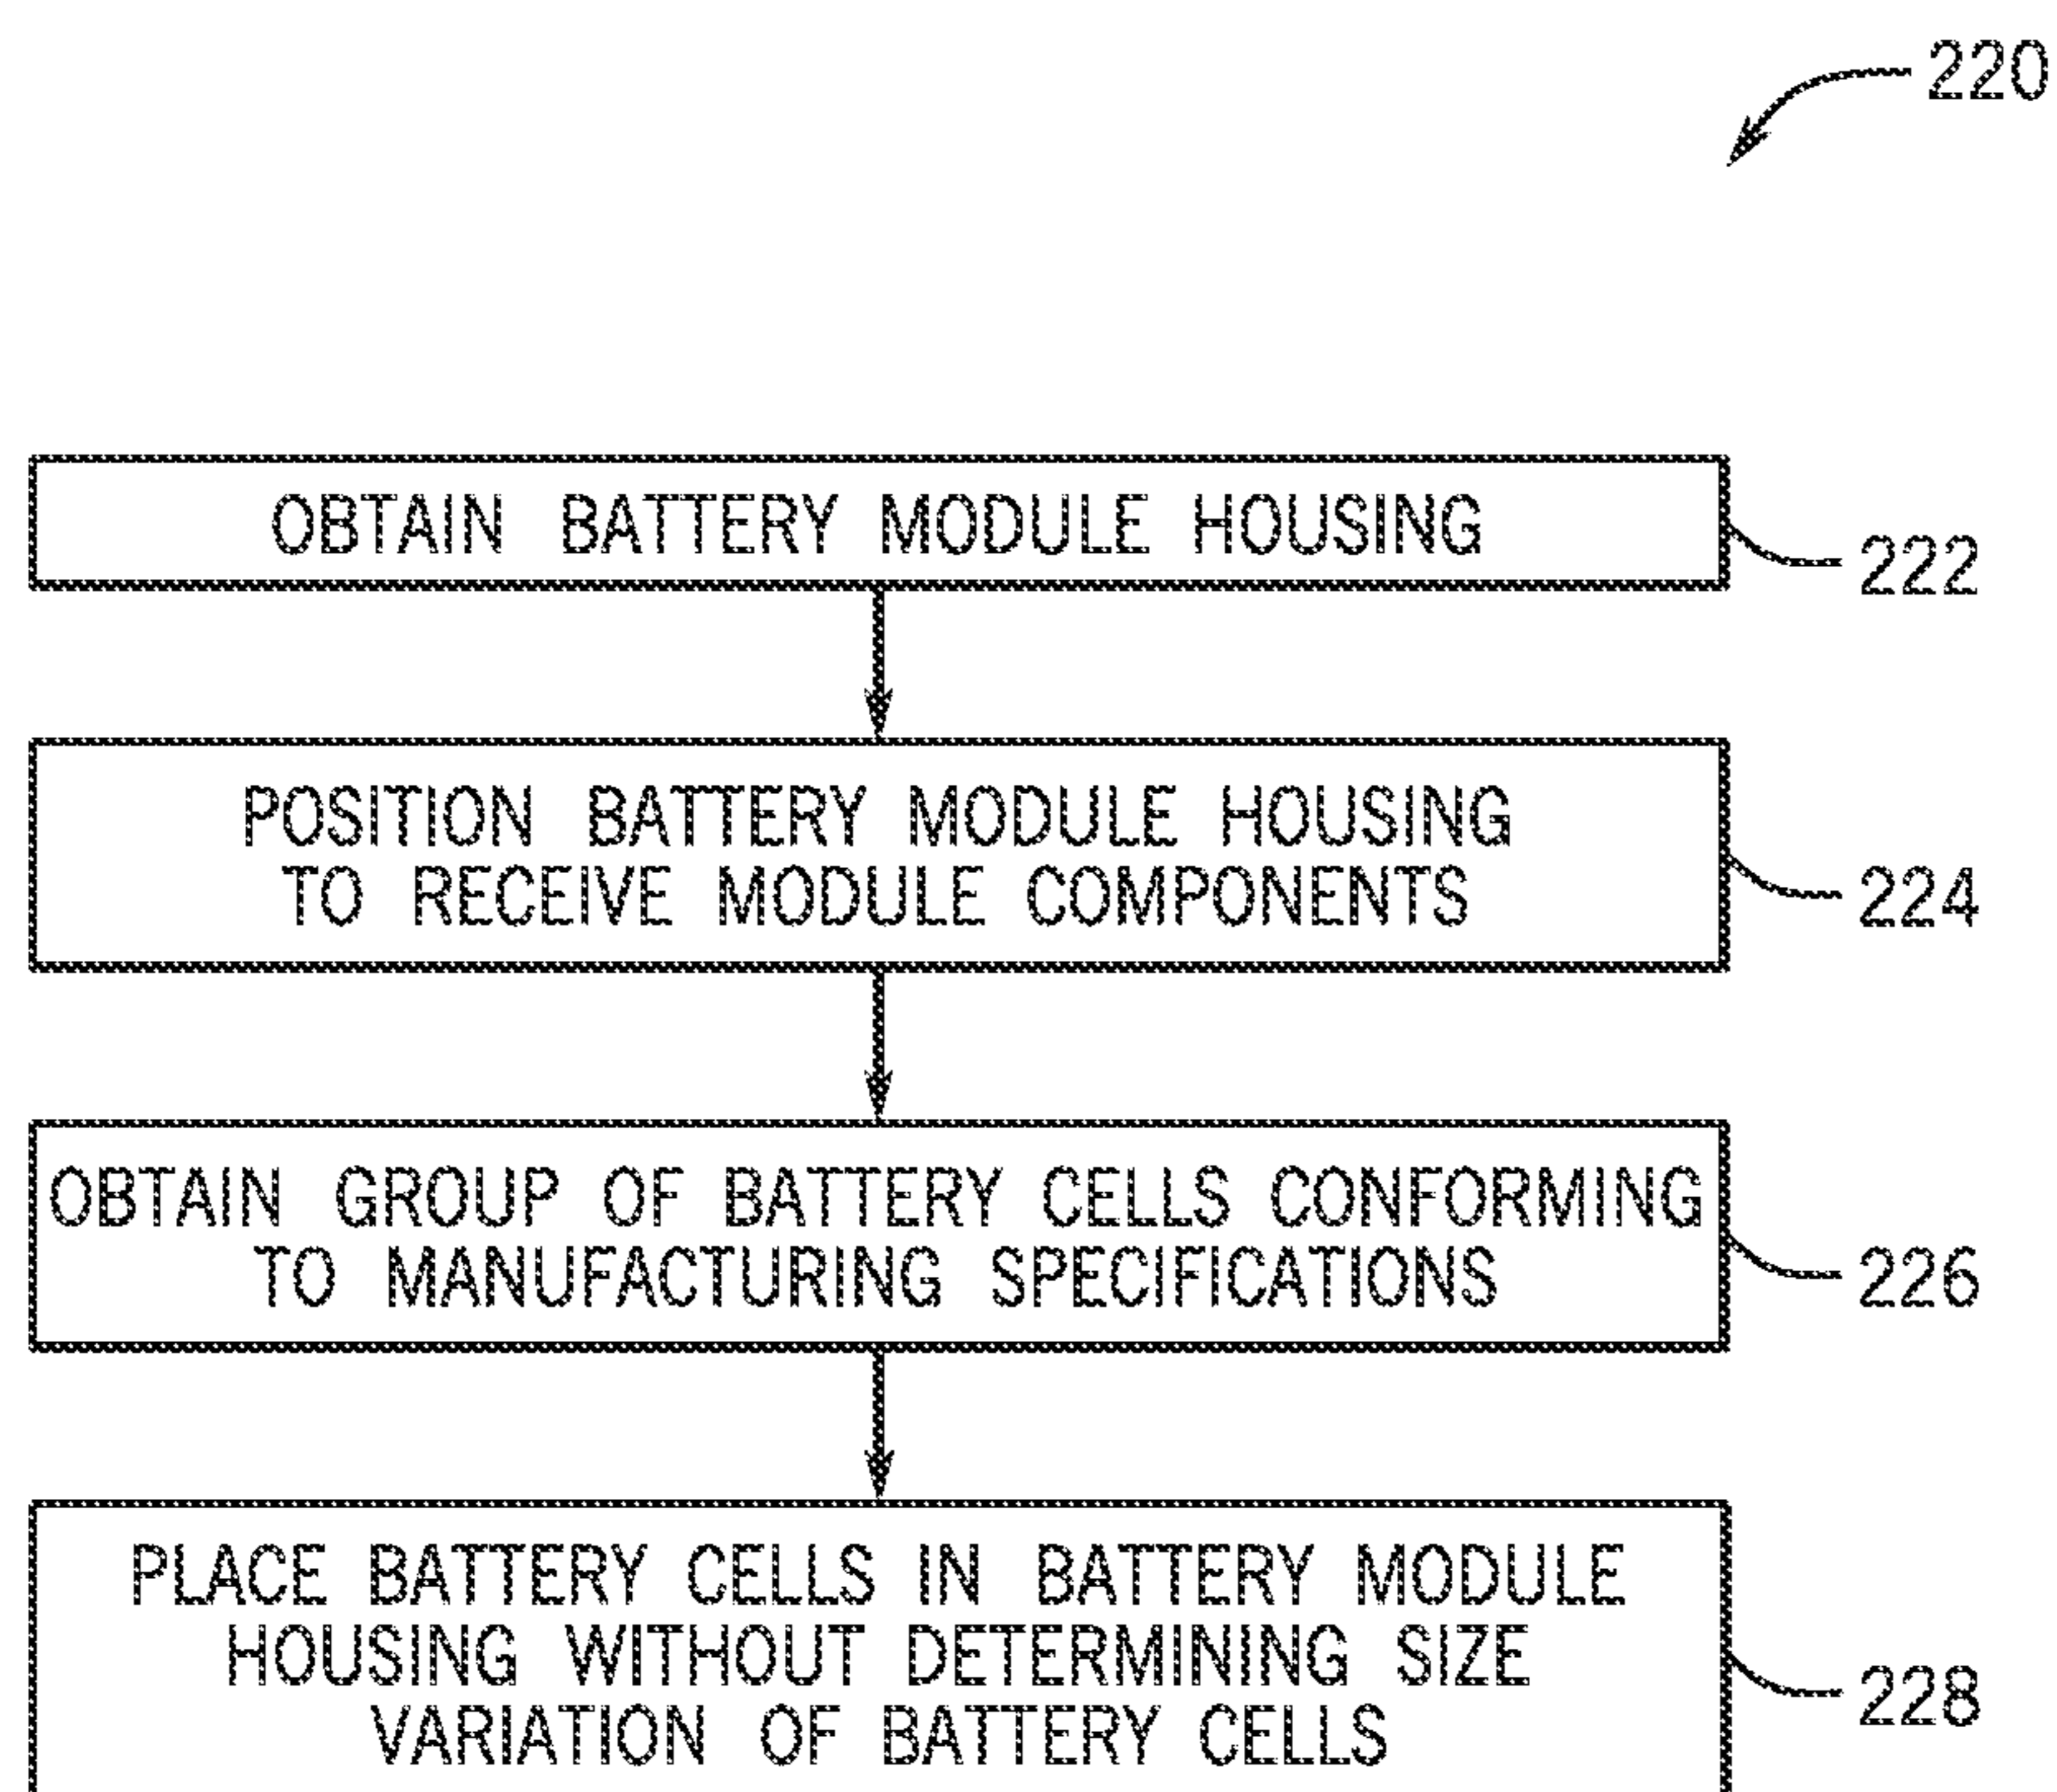 220
OBTAIN BATTERY MODULE HOUSING
222
POSITION BATTERY MODULE HOUSING
TO RECEIVE MODULE COMPONENTS
224
OBTAIN GROUP OF BATTERY CELLS CONFORMING
TO MANUFACTURING SPECIFICATIONS
226
PLACE BATTERY CELLS IN BATTERY MODULE
HOUSING WITHOUT DETERMINING SIZE
VARIATION OF BATTERY CELLS
228